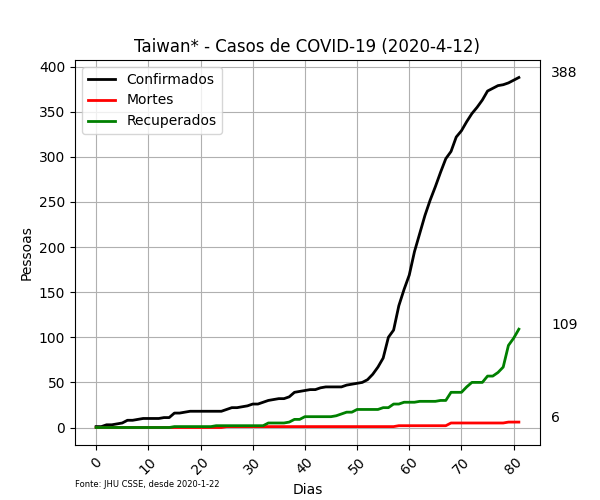 Taiwan* - Casos de COVID-19 (2020-4-12)
Confirmados
Mortes
Recuperados
400
350
300
250
200
150
100
50
0
Pessoas
388
109
6
0 10 20 30 40 50 60 70 80
Dias
Fonte: JHU CSSE, desde 2020-1-22